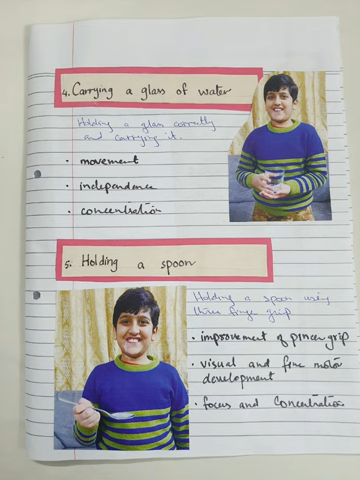 4. Carrying a glass of water
Holding a glass correctly
and carrying it.
• movement
• independence
• concentration
5. Holding a spoon
Holding a spoon using
three finger grip
• improvement of pincer grip
• visual and fine motor
development
• focus and concentration